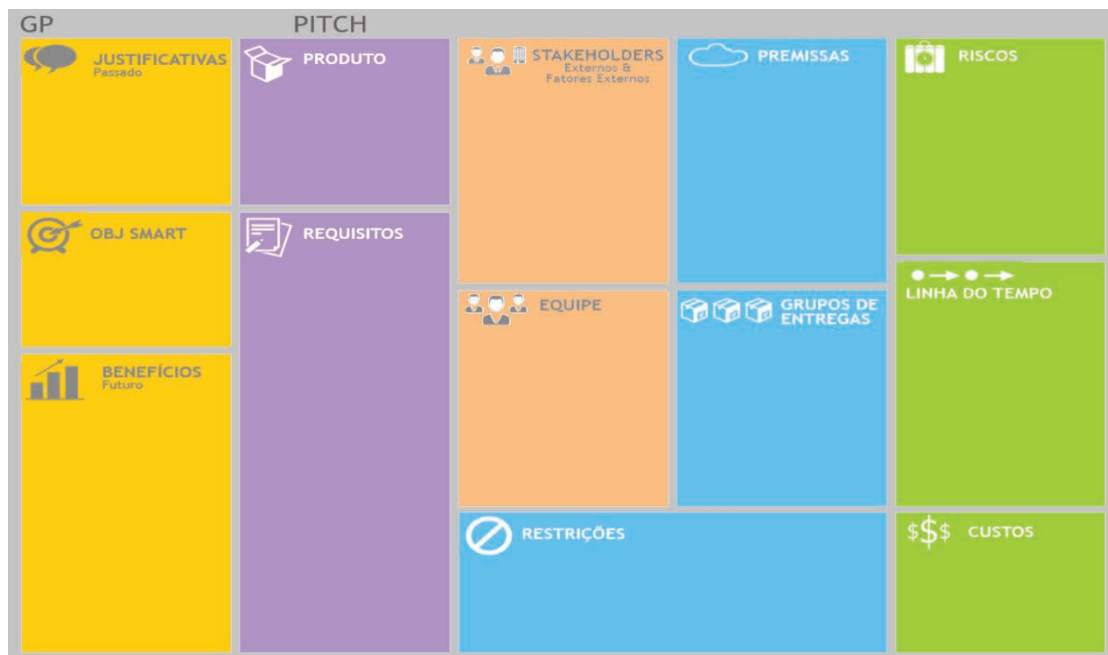 GP
PITCH
JUSTIFICATIVAS
Passado
PRODUTO
STAKEHOLDERS
Externos &
Fatores Externos
PREMISSAS
RISCOS
OBJ SMART
REQUISITOS
LINHA DO TEMPO
EQUIPE
GRUPOS DE
ENTREGAS
BENEFÍCIOS
Futuro
RESTRIÇÕES
$$$ CUSTOS